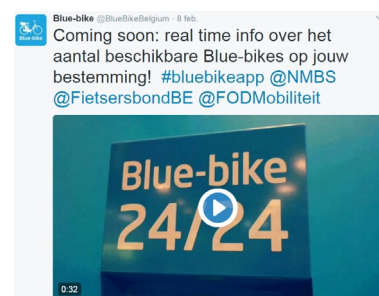 Blue-bike @BlueBikeBelgium · 8 feb.
Blue-bike
Coming soon: real time info over het
aantal beschikbare Blue-bikes op jouw
bestemming! #bluebikeapp @NMBS
@FietsersbondBE @FODMobiliteit
Blue-bike
24/24
0:32